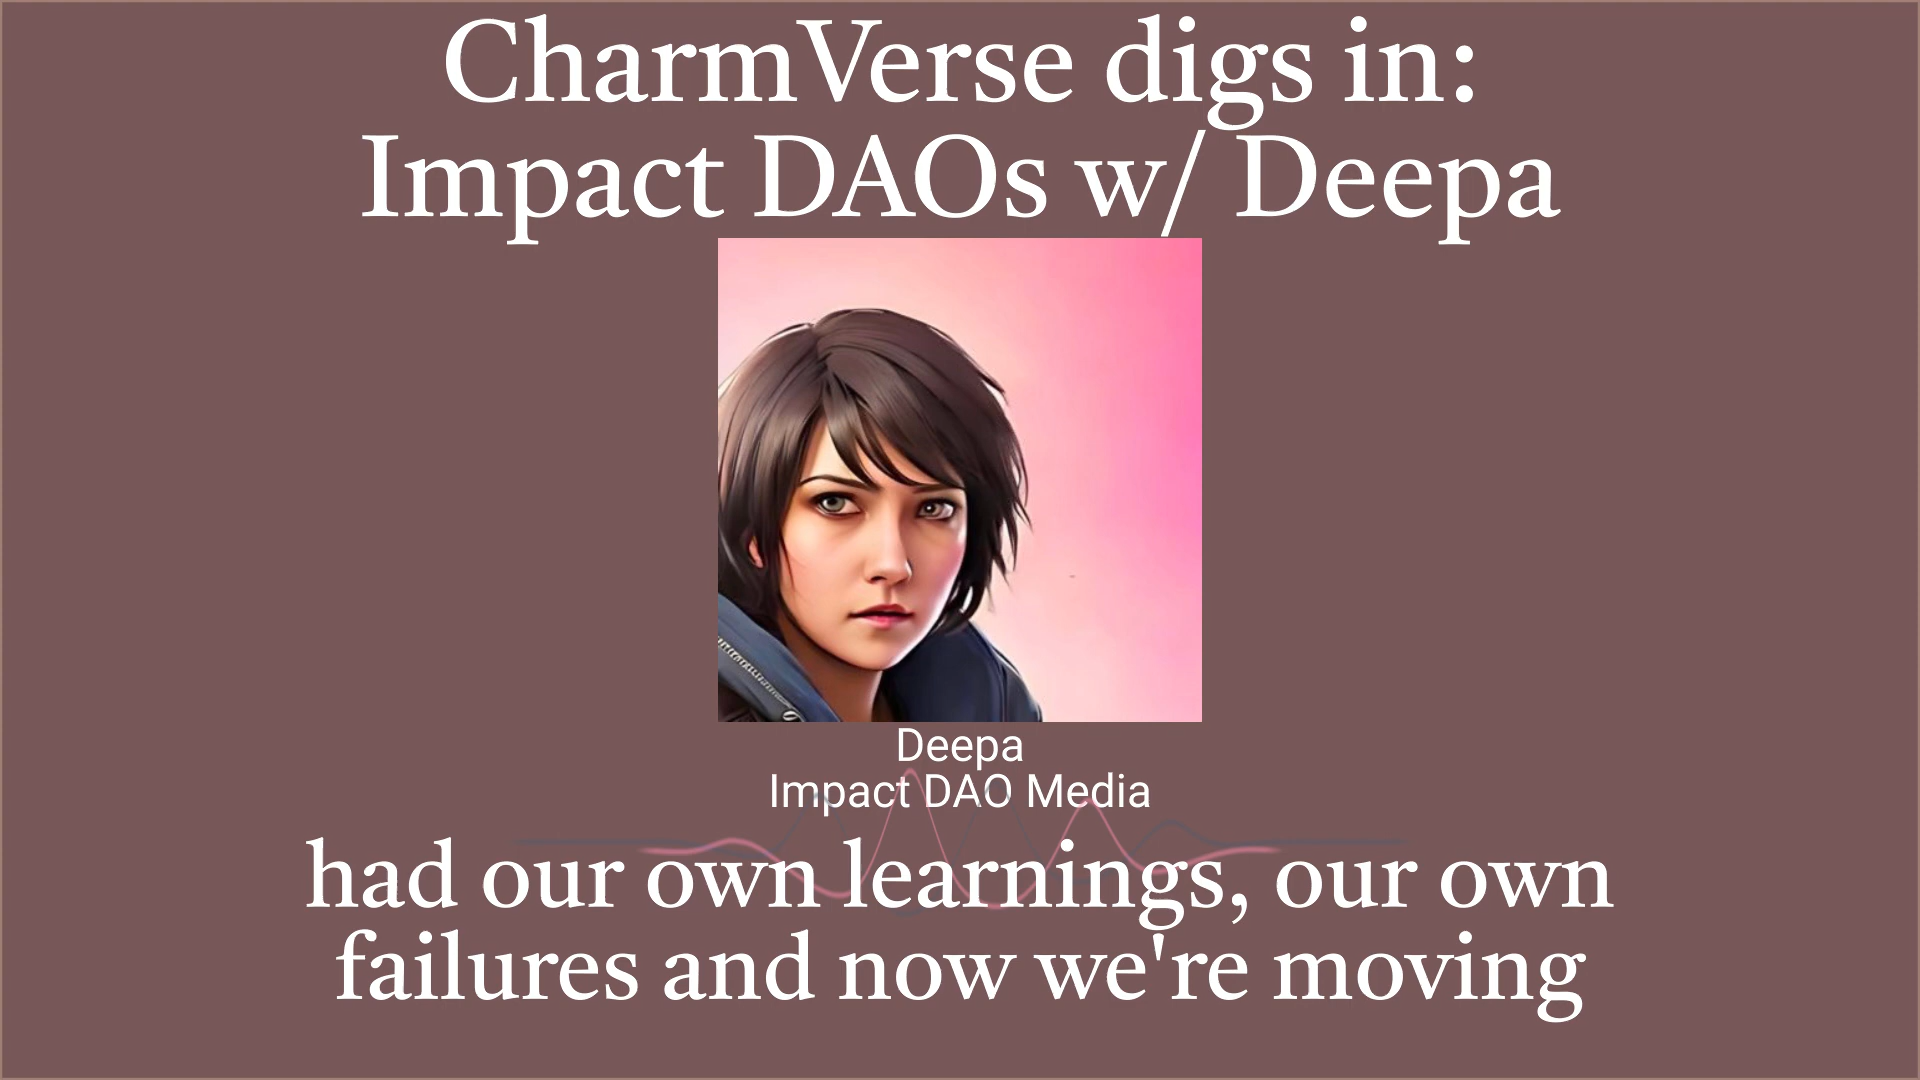 CharmVerse digs in:
Impact DAOs w/ Deepa
Deepa
Impact DAO Media
had our own learnings, our own
failures and now we're moving